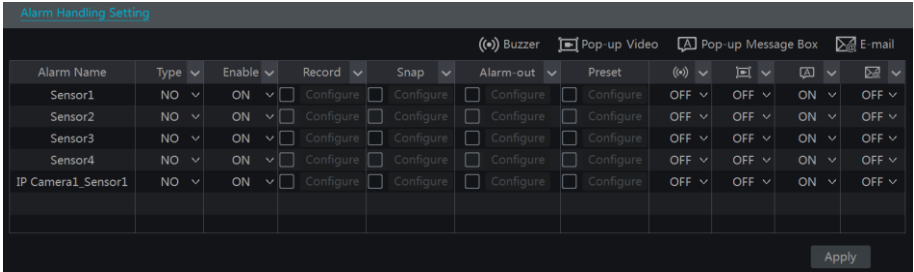 Alarm Handling Setting
Buzzer Pop-up Video Pop-up Message Box E-mail
Alarm Name Type Enable Record Snap Alarm-out Preset
Sensor1 NO ON Configure Configure Configure Configure OFF OFF ON OFF
Sensor2 NO ON Configure Configure Configure Configure OFF OFF ON OFF
Sensor3 NO ON Configure Configure Configure Configure OFF OFF ON OFF
Sensor4 NO ON Configure Configure Configure Configure OFF OFF ON OFF
IP Camera1_Sensor1 NO ON Configure Configure Configure Configure OFF OFF ON OFF
Apply